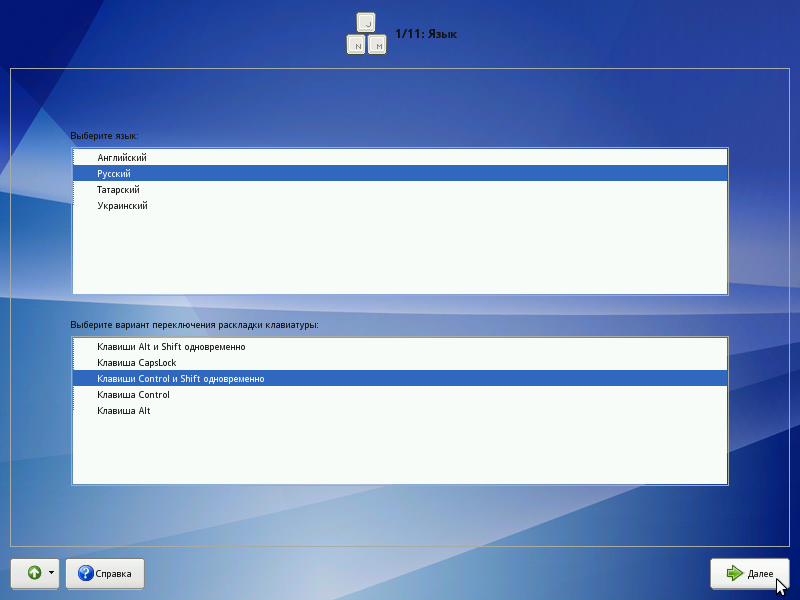 J
N M
1/11: Язык
Выберите язык:
Английский
Русский
Татарский
Украинский
Выберите вариант переключения раскладки клавиатуры:
Клавиши Alt и Shift одновременно
Клавиша CapsLock
Клавиши Control и Shift одновременно
Клавиша Control
Клавиша Alt
Справка
Далее